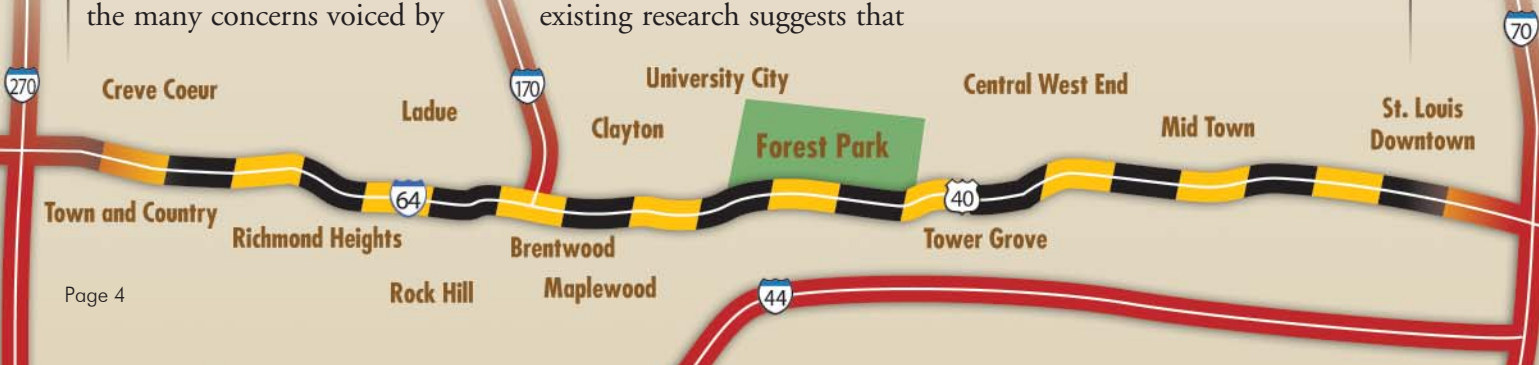 the many concerns voiced by
existing research suggests that
70
270
Creve Coeur
Ladue
170
University City
Clayton
Forest Park
Central West End
Mid Town
St. Louis
Downtown
64
40
Town and Country
Richmond Heights
Brentwood
Tower Grove
Rock Hill
Maplewood
44
Page 4